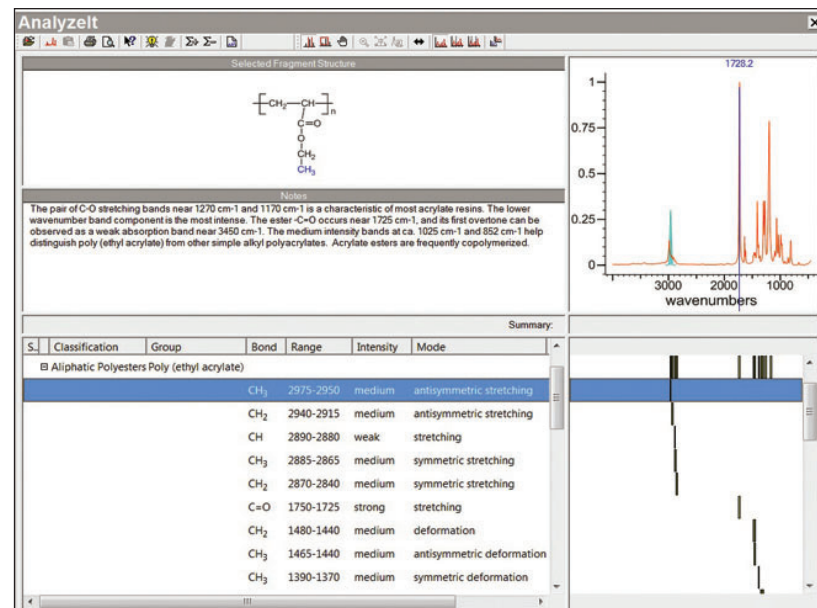 AnalyzeIt
Selected Fragment Structure
CH₂ CH n
C=O
O
CH₂
CH₃
Notes
The pair of C-O stretching bands near 1270 cm-1 and 1170 cm-1 is a characteristic of most acrylate resins. The lower
wavenumber band component is the most intense. The ester -C=O occurs near 1725 cm-1, and its first overtone can be
observed as a weak absorption band near 3450 cm-1. The medium intensity bands at ca. 1025 cm-1 and 852 cm-1 help
distinguish poly (ethyl acrylate) from other simple alkyl polyacrylates. Acrylate esters are frequently copolymerized.
1728.2
1
0.75
0.5
0.25
0
3000 2000 1000
wavenumbers
Summary:
S.. Classification Group Bond Range Intensity Mode
Aliphatic Polyesters Poly (ethyl acrylate)
CH₃ 2975-2950 medium antisymmetric stretching
CH₂ 2940-2915 medium antisymmetric stretching
CH 2890-2880 weak stretching
CH₃ 2885-2865 medium symmetric stretching
CH₂ 2870-2840 medium symmetric stretching
C=O 1750-1725 strong stretching
CH₂ 1480-1440 medium deformation
CH₃ 1465-1440 medium antisymmetric deformation
CH₃ 1390-1370 medium symmetric deformation